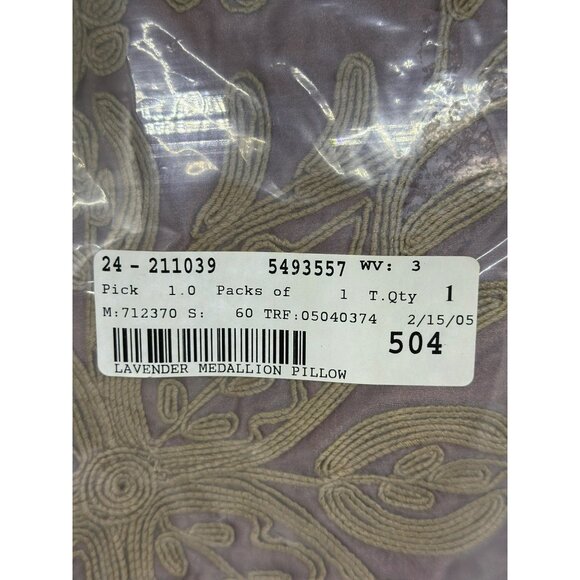 24 - 211039 5493557 WV: 3
Pick 1.0 Packs of 1 T.Qty 1
M:712370 S: 60 TRF:05040374 2/15/05
504
LAVENDER MEDALLION PILLOW